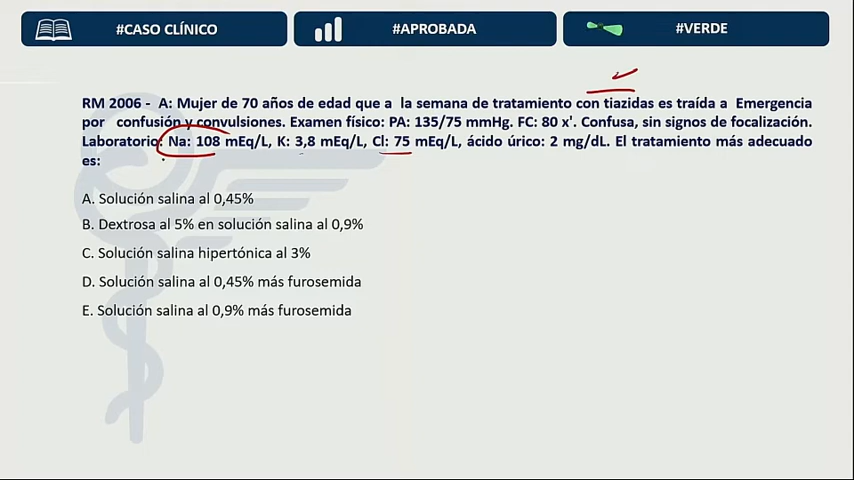 #CASO CLÍNICO
#APROBADA
#VERDE
RM 2006 - A: Mujer de 70 años de edad que a la semana de tratamiento con tiazidas es traída a Emergencia
por confusión y convulsiones. Examen físico: PA: 135/75 mmHg. FC: 80 x'. Confusa, sin signos de focalización.
Laboratorio: Na: 108 mEq/L, K: 3,8 mEq/L, Cl: 75 mEq/L, ácido úrico: 2 mg/dL. El tratamiento más adecuado
es:
A. Solución salina al 0,45%
B. Dextrosa al 5% en solución salina al 0,9%
C. Solución salina hipertónica al 3%
D. Solución salina al 0,45% más furosemida
E. Solución salina al 0,9% más furosemida